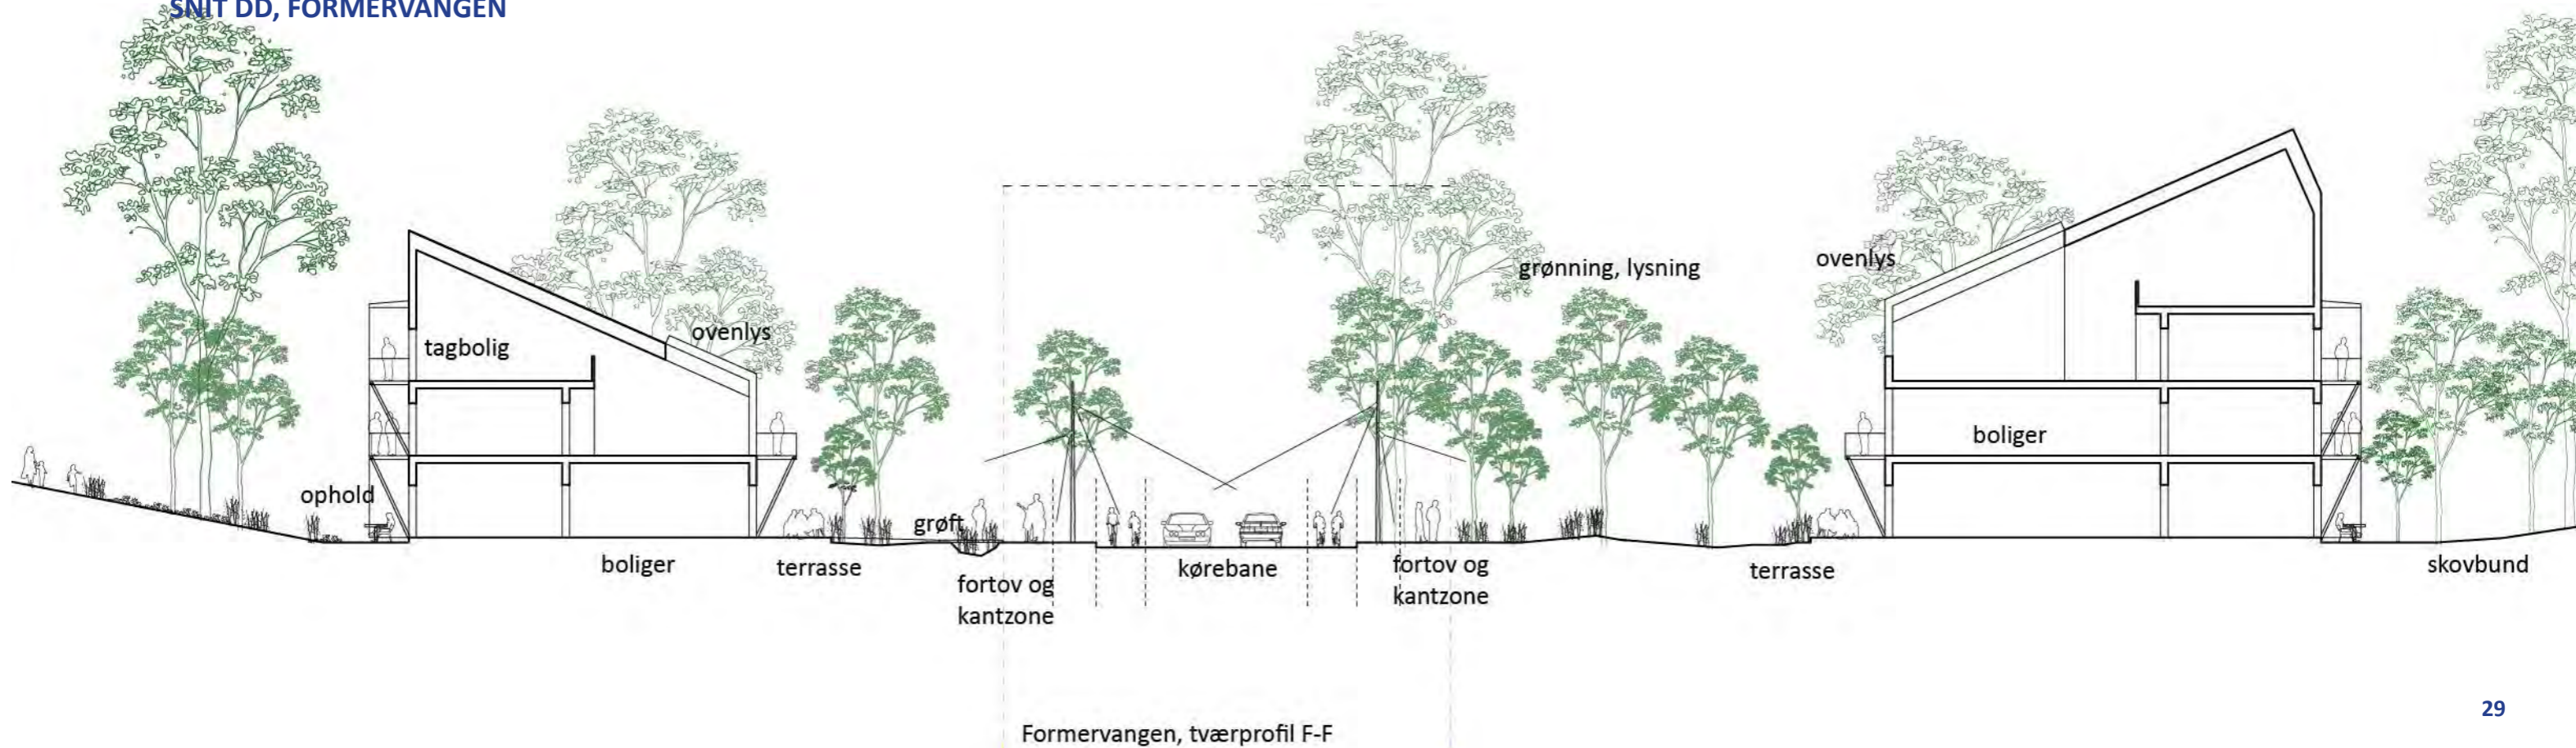 SNIT DD, FORMERVANGEN
grønning, lysning
ovenlys
ovenlys
tagbolig
boliger
ophold
grøft
boliger
terrasse
kørebane
fortov og
kantzone
fortov og
kantzone
terrasse
skovbund
29
Formervangen, tværprofil F-F